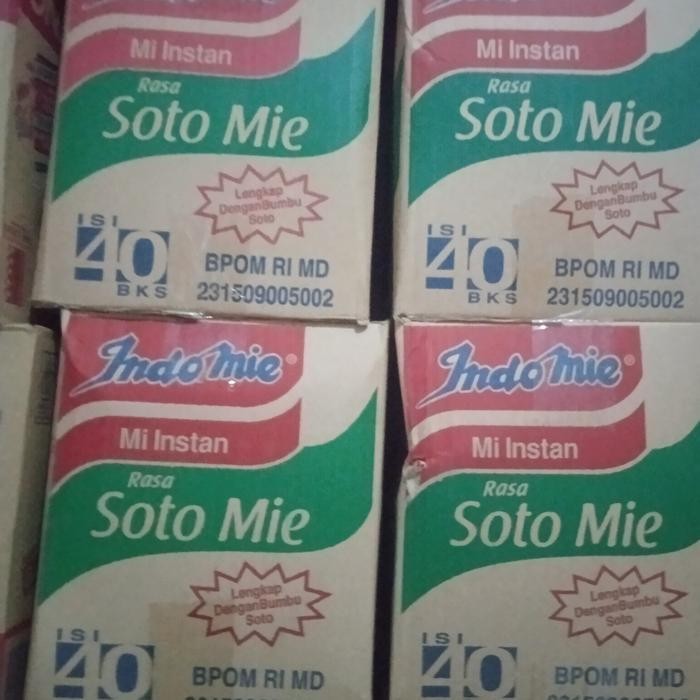 Mi Instan
Rasa
Soto Mie
Lengkap
DenganBumbu
Soto
ISI
40
BKS
BPOM RI MD
231509005002
Mi Instan
Rasa
Soto Mie
Lengkap
DenganBumbu
Soto
ISI
40
BKS
BPOM RI MD
231509005002
Indomie®
Mi Instan
Rasa
Soto Mie
Lengkap
DenganBumbu
Soto
ISI
40
BPOM RI MD
Indomie®
Mi Instan
Rasa
Soto Mie
Lengkap
DenganBumbu
Soto
ISI
40
BPOM RI MD